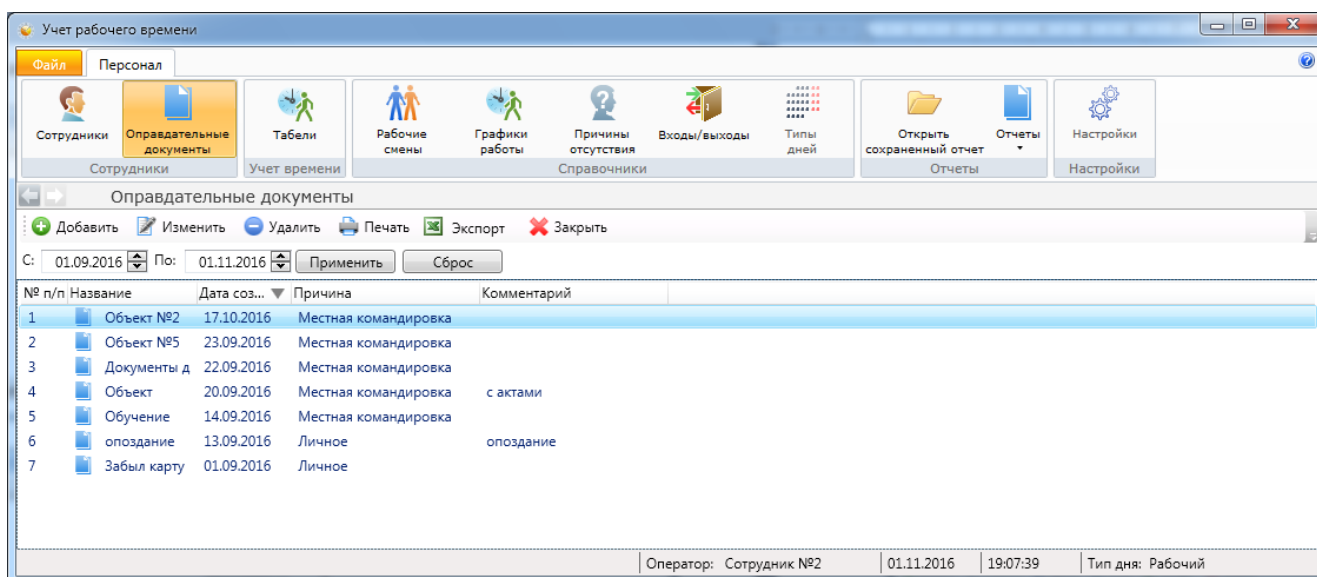 Учет рабочего времени
Файл Персонал
Сотрудники Оправдательные документы Табели Рабочие смены Графики работы Причины отсутствия Входы/выходы Типы дней Открыть сохраненный отчет Отчеты Настройки
Сотрудники Учет времени Справочники Отчеты Настройки
Оправдательные документы
Добавить Изменить Удалить Печать Экспорт Закрыть
С: 01.09.2016 По: 01.11.2016 Применить Сброс
№ п/п Название Дата соз... Причина Комментарий
1 Объект №2 17.10.2016 Местная командировка
2 Объект №5 23.09.2016 Местная командировка
3 Документы д 22.09.2016 Местная командировка
4 Объект 20.09.2016 Местная командировка с актами
5 Обучение 14.09.2016 Местная командировка
6 опоздание 13.09.2016 Личное опоздание
7 Забыл карту 01.09.2016 Личное
Оператор: Сотрудник №2 01.11.2016 19:07:39 Тип дня: Рабочий